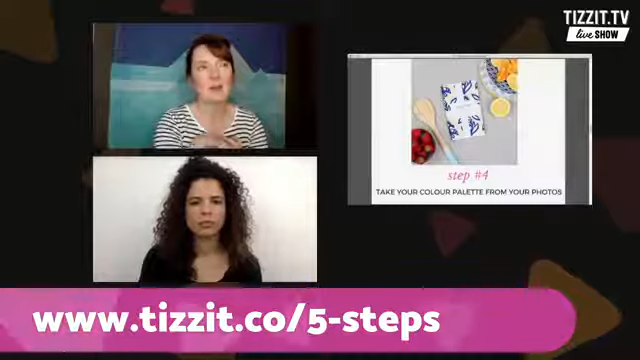 TIZZIT.TV
live SHOW
step #4
TAKE YOUR COLOUR PALETTE FROM YOUR PHOTOS
www.tizzit.co/5-steps